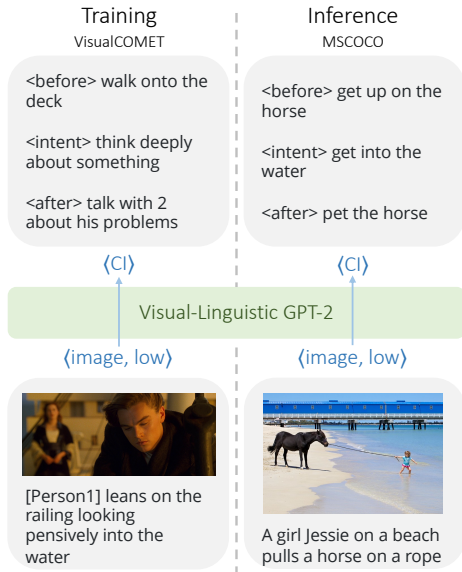 Training
VisualCOMET
<before> walk onto the
deck
<intent> think deeply
about something
<after> talk with 2
about his problems
⟨CI⟩
Inference
MSCOCO
<before> get up on the
horse
<intent> get into the
water
<after> pet the horse
⟨CI⟩
Visual-Linguistic GPT-2
⟨image, low⟩
[Person1] leans on the
railing looking
pensively into the
water
⟨image, low⟩
A girl Jessie on a beach
pulls a horse on a rope